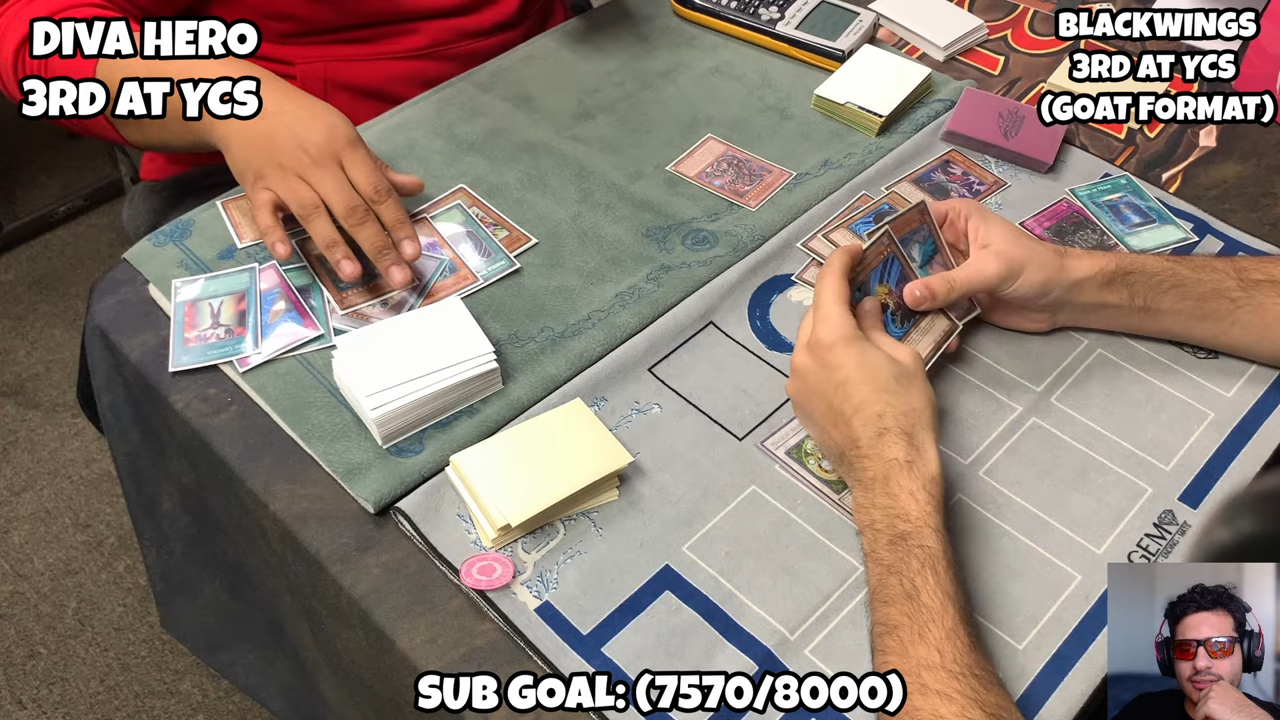 DIVA HERO
3RD AT YCS
BLACKWINGS
3RD AT YCS
(GOAT FORMAT)
GEM
SUB GOAL: (7570/8000)